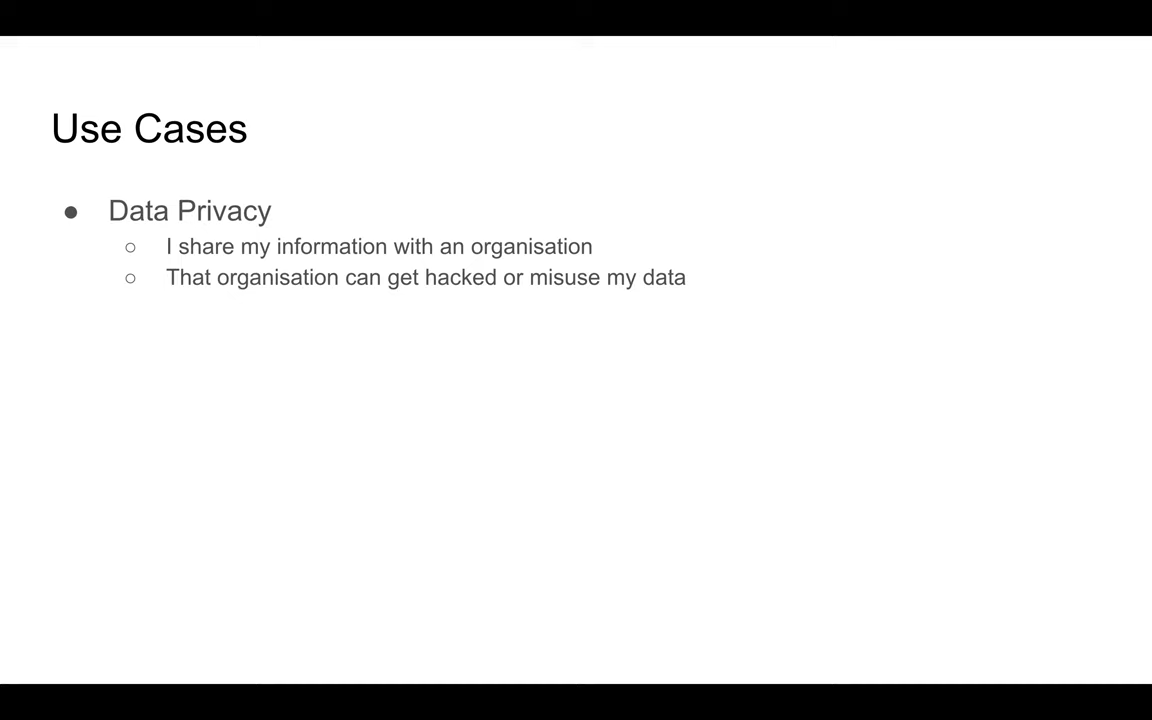 Use Cases
● Data Privacy
○ I share my information with an organisation
○ That organisation can get hacked or misuse my data